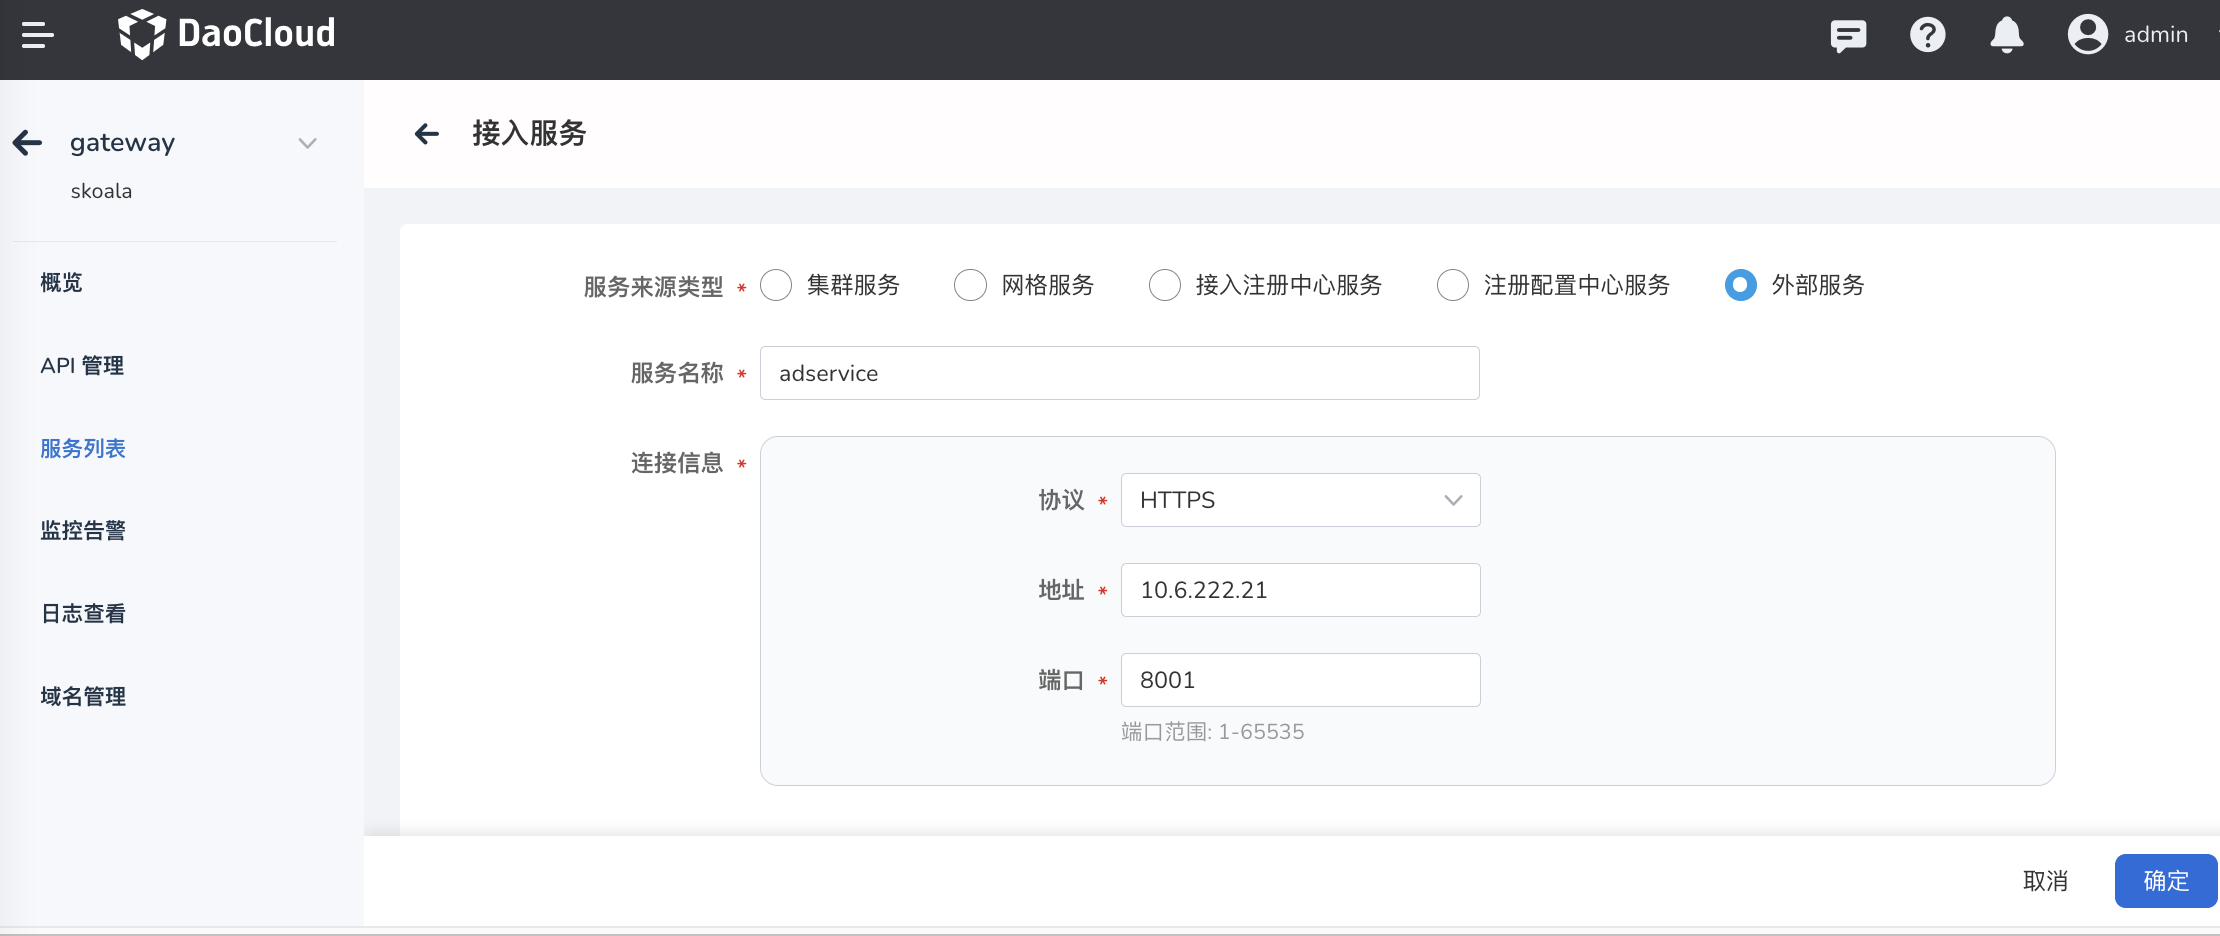 DaoCloud
admin
gateway
skoala
概览
API 管理
服务列表
监控告警
日志查看
域名管理
接入服务
服务来源类型 * 集群服务 网格服务 接入注册中心服务 注册配置中心服务 外部服务
服务名称 * adservice
连接信息 *
协议 * HTTPS
地址 * 10.6.222.21
端口 * 8001
端口范围: 1-65535
取消 确定